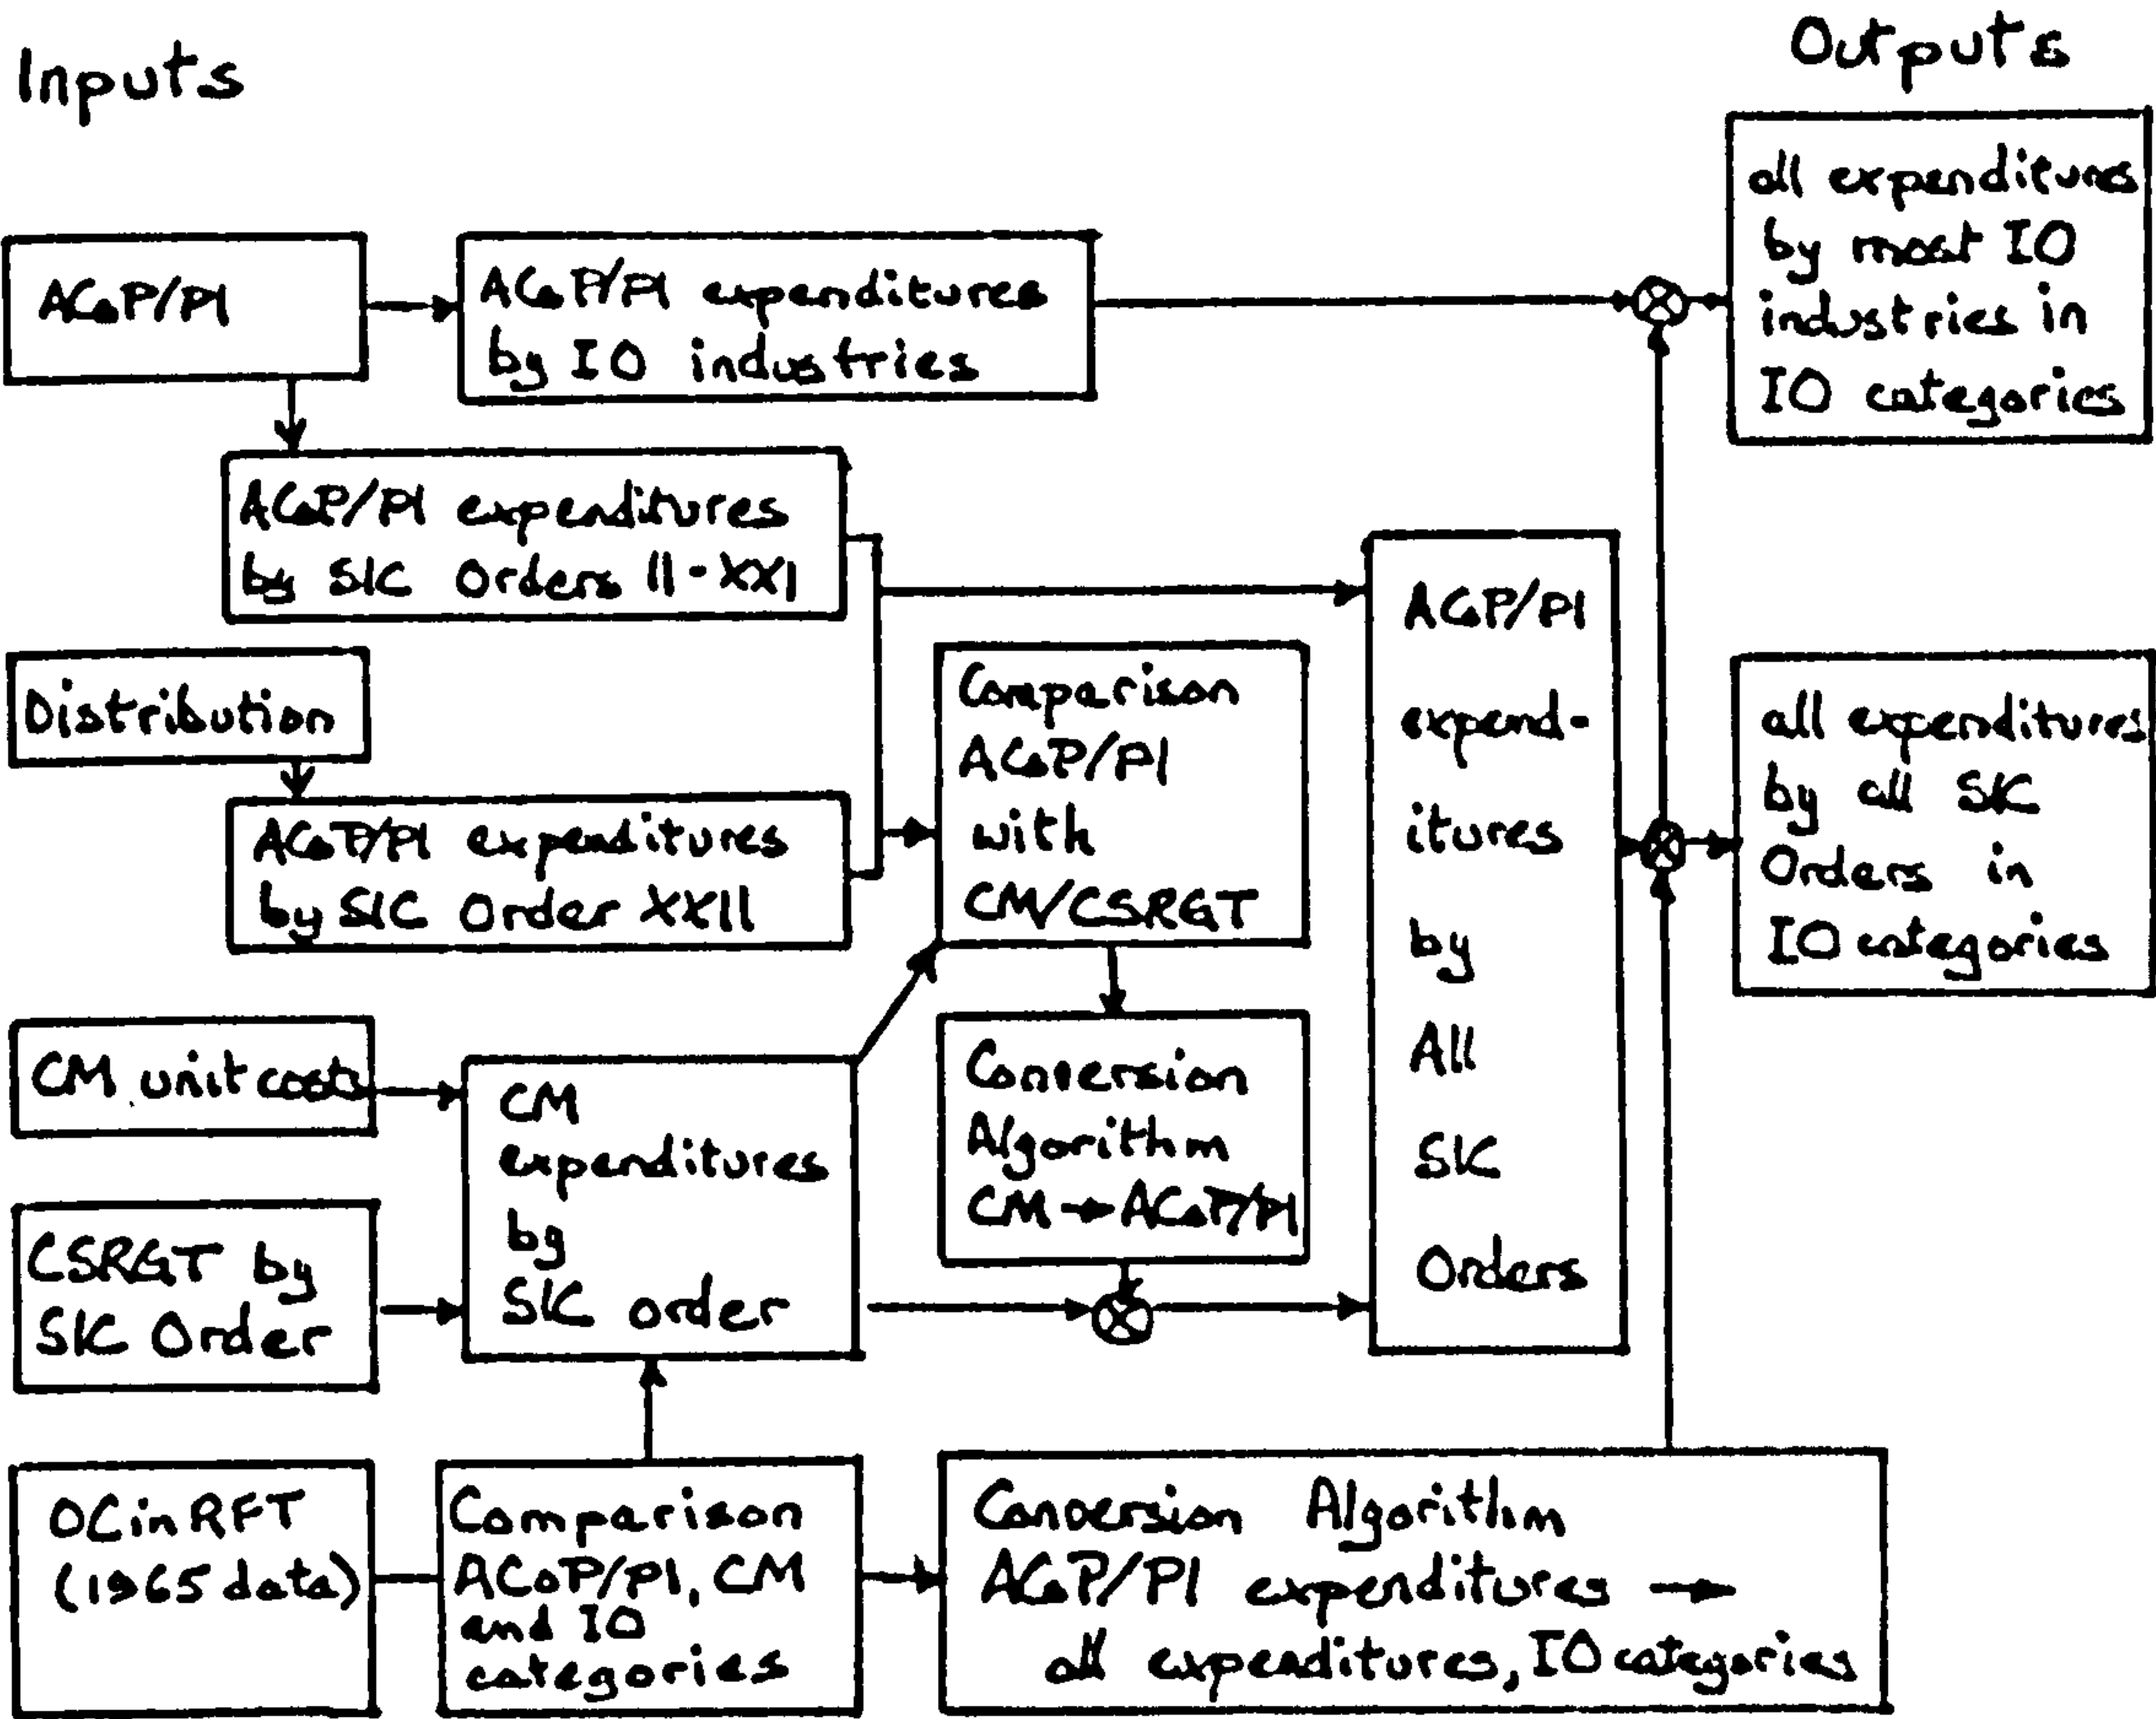 Inputs
Outputs
all expenditures
by most IO
industries in
IO categories
ACoP/PI
ACoP/PI expenditures
by IO industries
ACoP/PI expenditures
by SIC Orders II-XXI
Distribution
ACoP/PI expenditures
by SIC Order XXII
Comparison
ACoP/PI
with
CM/CSRGT
ACoP/PI
expend-
itures
by
All
SIC
Orders
all expenditures
by all SIC
Orders in
IO categories
CM unit costs
CM
expenditures
by
SIC order
Conversion
Algorithm
CM → ACoP/PI
CSRGT by
SIC Order
OCinRFT
(1965 data)
Comparison
ACoP/PI, CM
and IO
categories
Conversion Algorithm
ACoP/PI expenditures →
all expenditures, IO categories